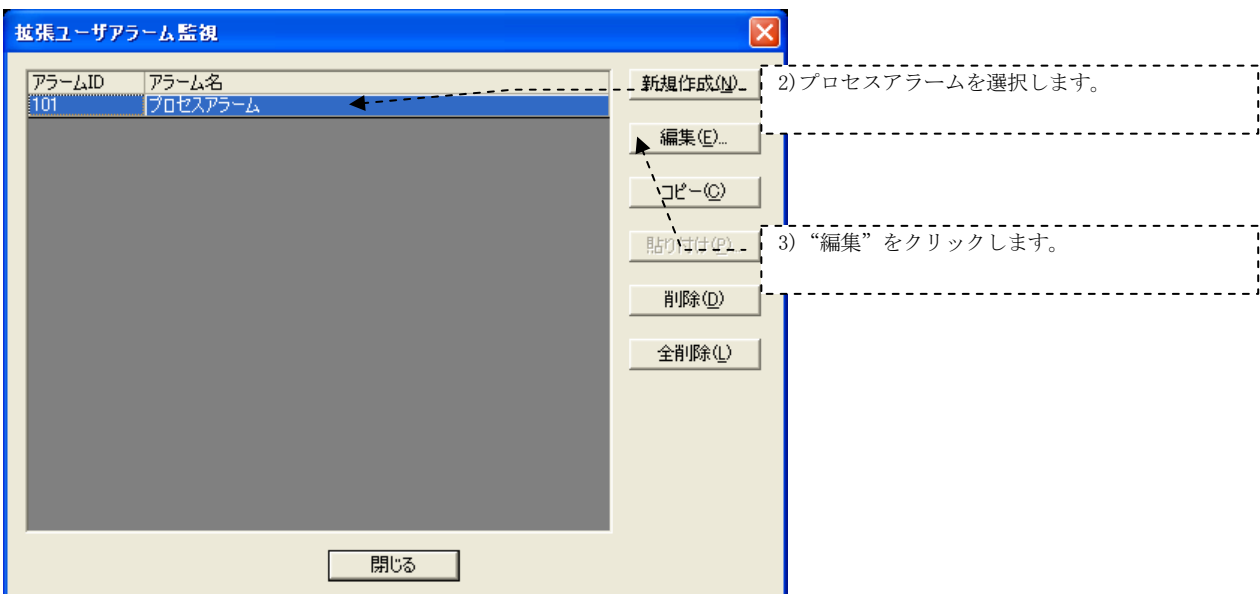 拡張ユーザアラーム監視
アラームID アラーム名
101 プロセスアラーム
新規作成(N)...
2)プロセスアラームを選択します。
編集(E)...
コピー(C)
貼り付け(P)...
3)“編集”をクリックします。
削除(D)
全削除(L)
閉じる